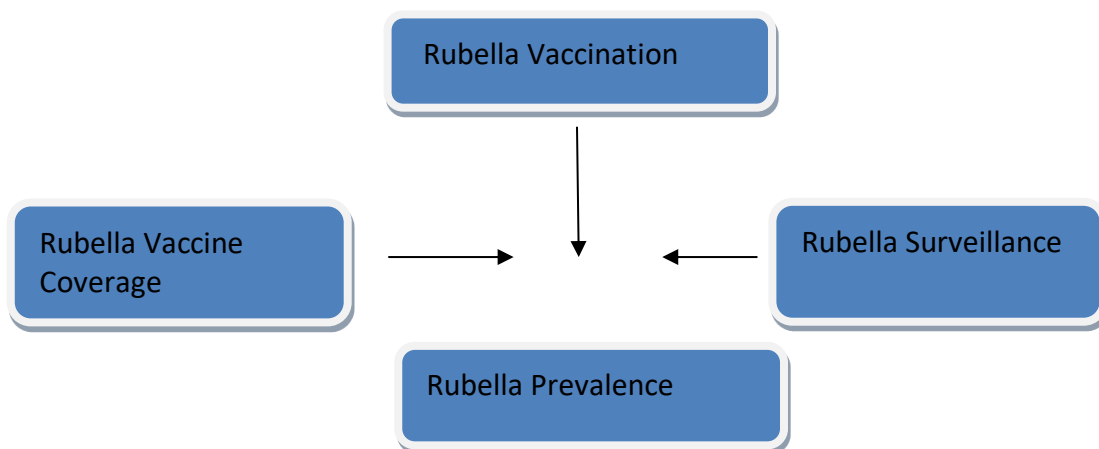 Rubella Vaccination
Rubella Vaccine
Coverage
Rubella Surveillance
Rubella Prevalence